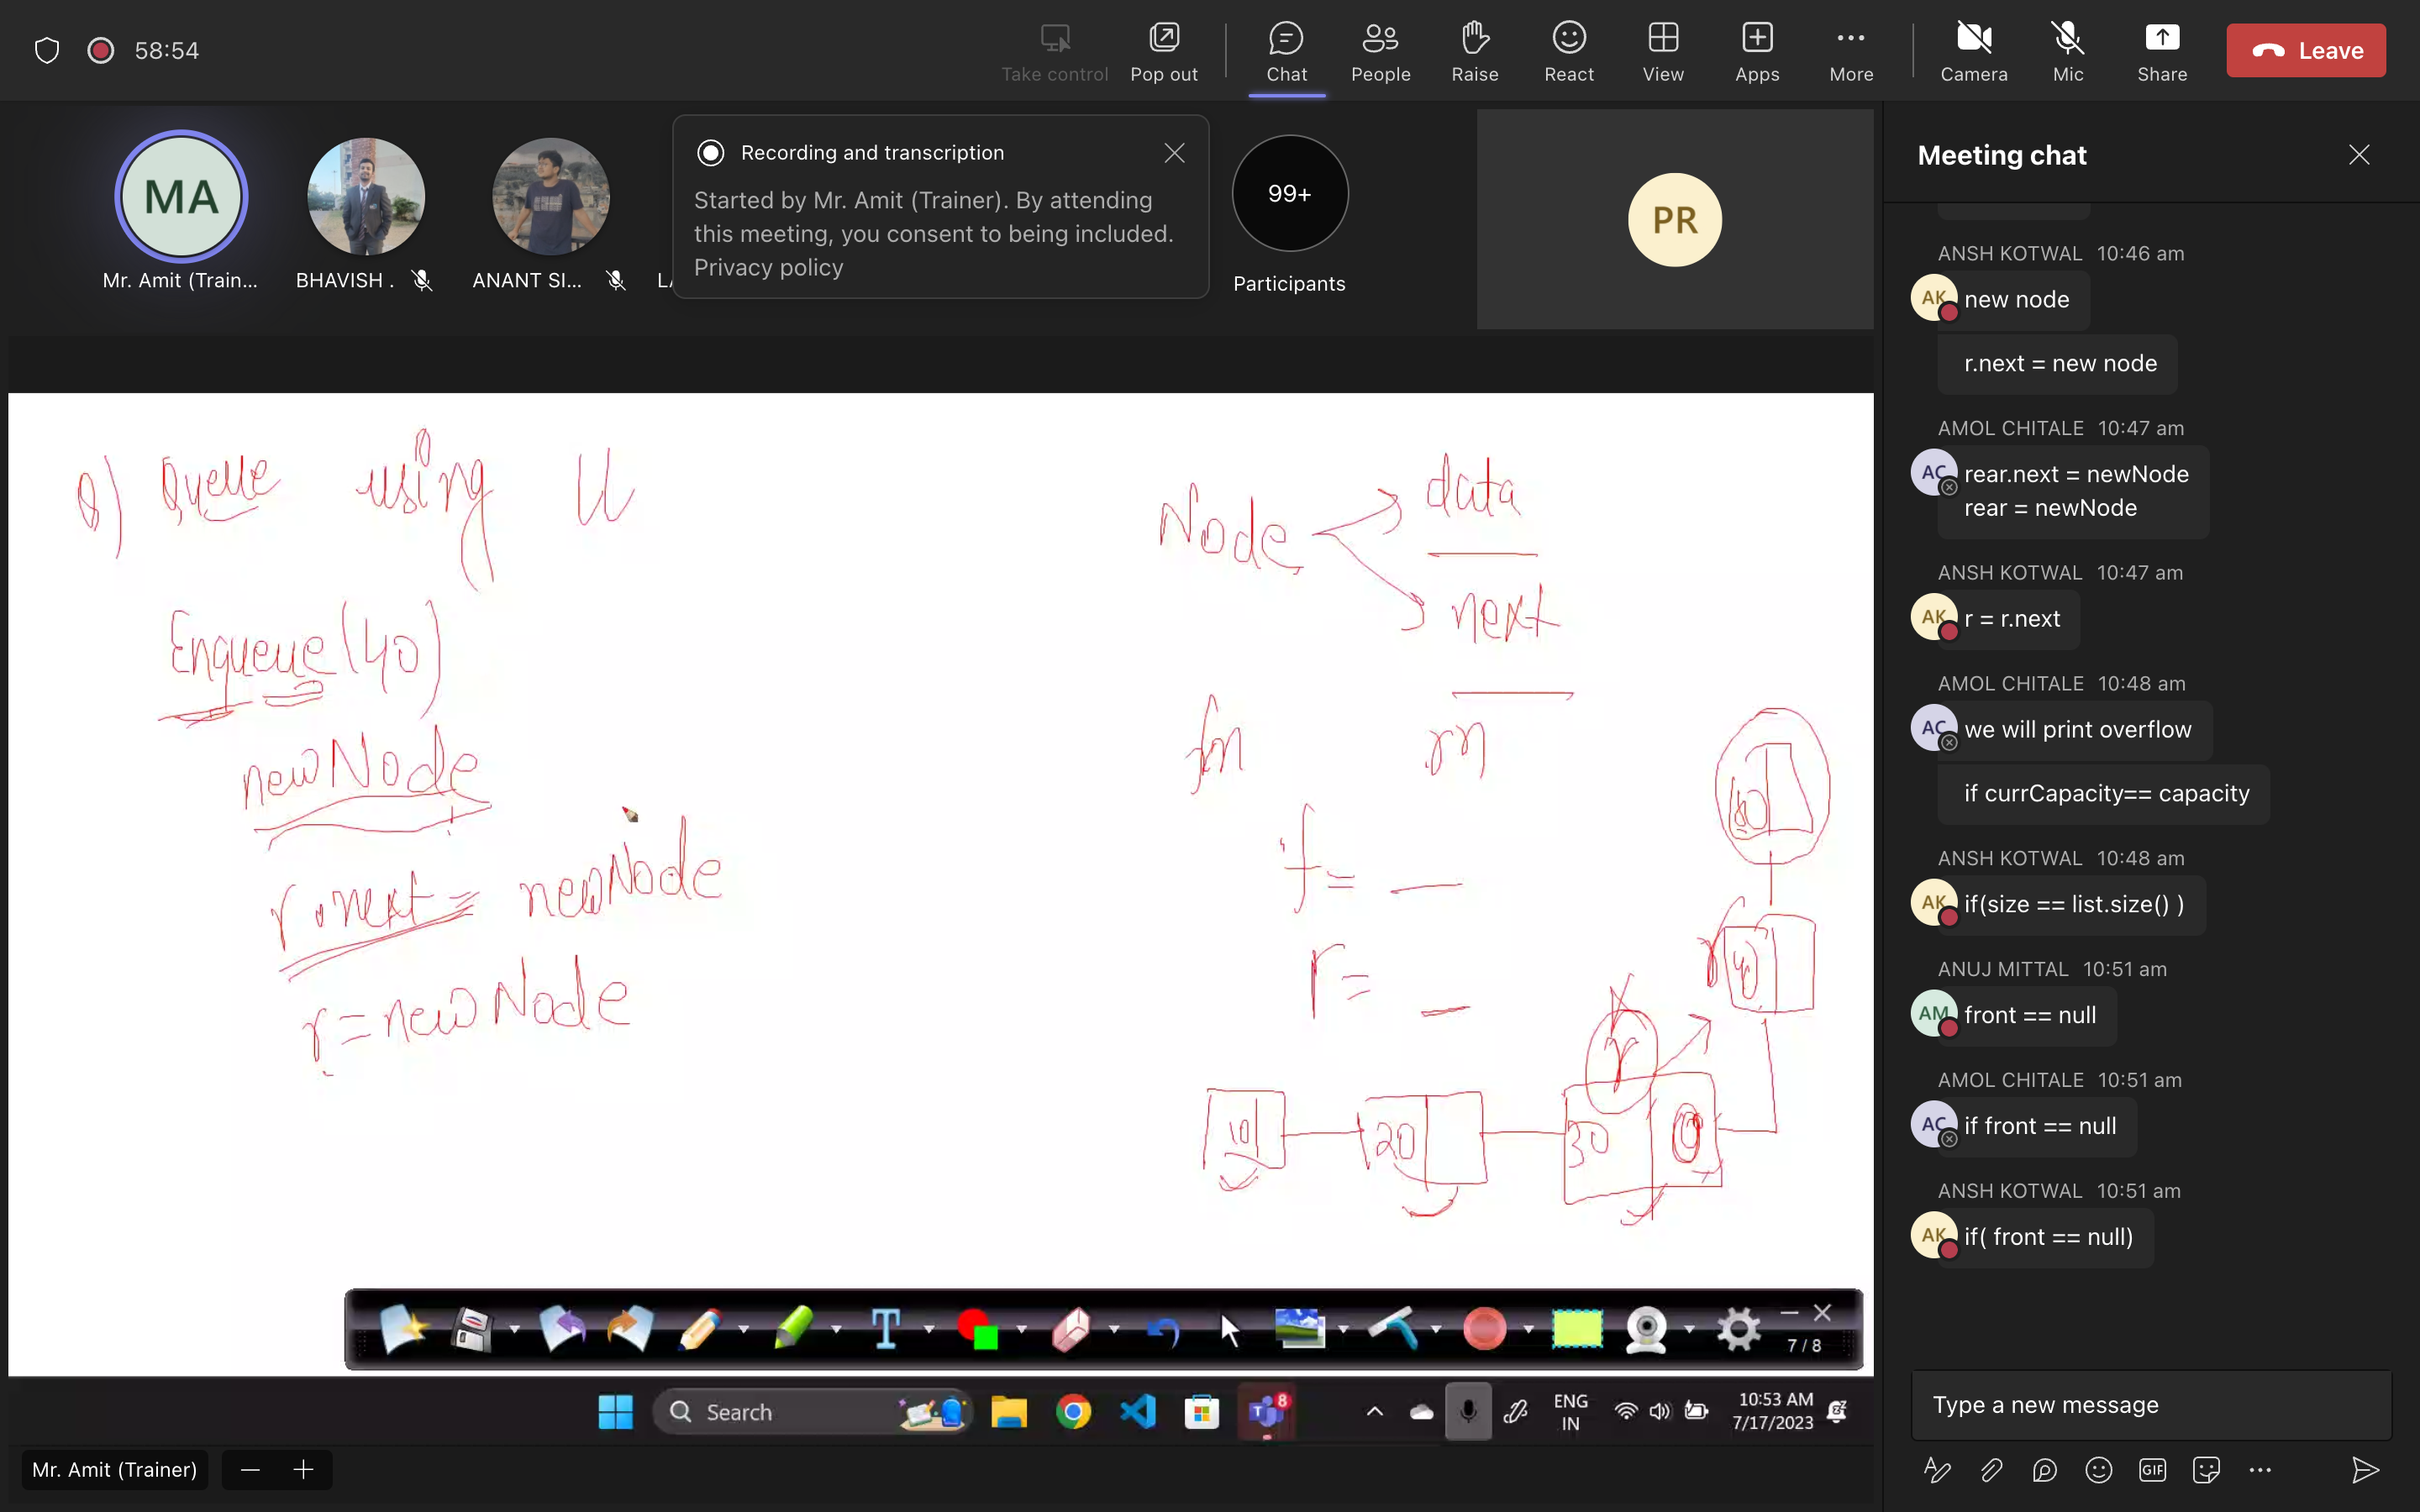 58:54
Take control
Pop out
Chat
People
Raise
React
View
Apps
More
Camera
Mic
Share
Leave
MA
Mr. Amit (Train...
BHAVISH .
ANANT SI...
Recording and transcription
Started by Mr. Amit (Trainer). By attending
this meeting, you consent to being included.
Privacy policy
99+
Participants
PR
Q) Queue using LL
Enqueue(40)
newNode
r.next = newNode
r=newNode
Node
data
next
fn
rn
f= —
r= —
r
r
10
20
30
40
Meeting chat
ANSH KOTWAL 10:46 am
AK
new node
r.next = new node
AMOL CHITALE 10:47 am
AC
rear.next = newNode
rear = newNode
ANSH KOTWAL 10:47 am
AK
r = r.next
AMOL CHITALE 10:48 am
AC
we will print overflow
if currCapacity== capacity
ANSH KOTWAL 10:48 am
AK
if(size == list.size() )
ANUJ MITTAL 10:51 am
AM
front == null
AMOL CHITALE 10:51 am
AC
if front == null
ANSH KOTWAL 10:51 am
AK
if( front == null)
Type a new message
GIF
7 / 8
Search
8
ENG
IN
10:53 AM
7/17/2023
Mr. Amit (Trainer)